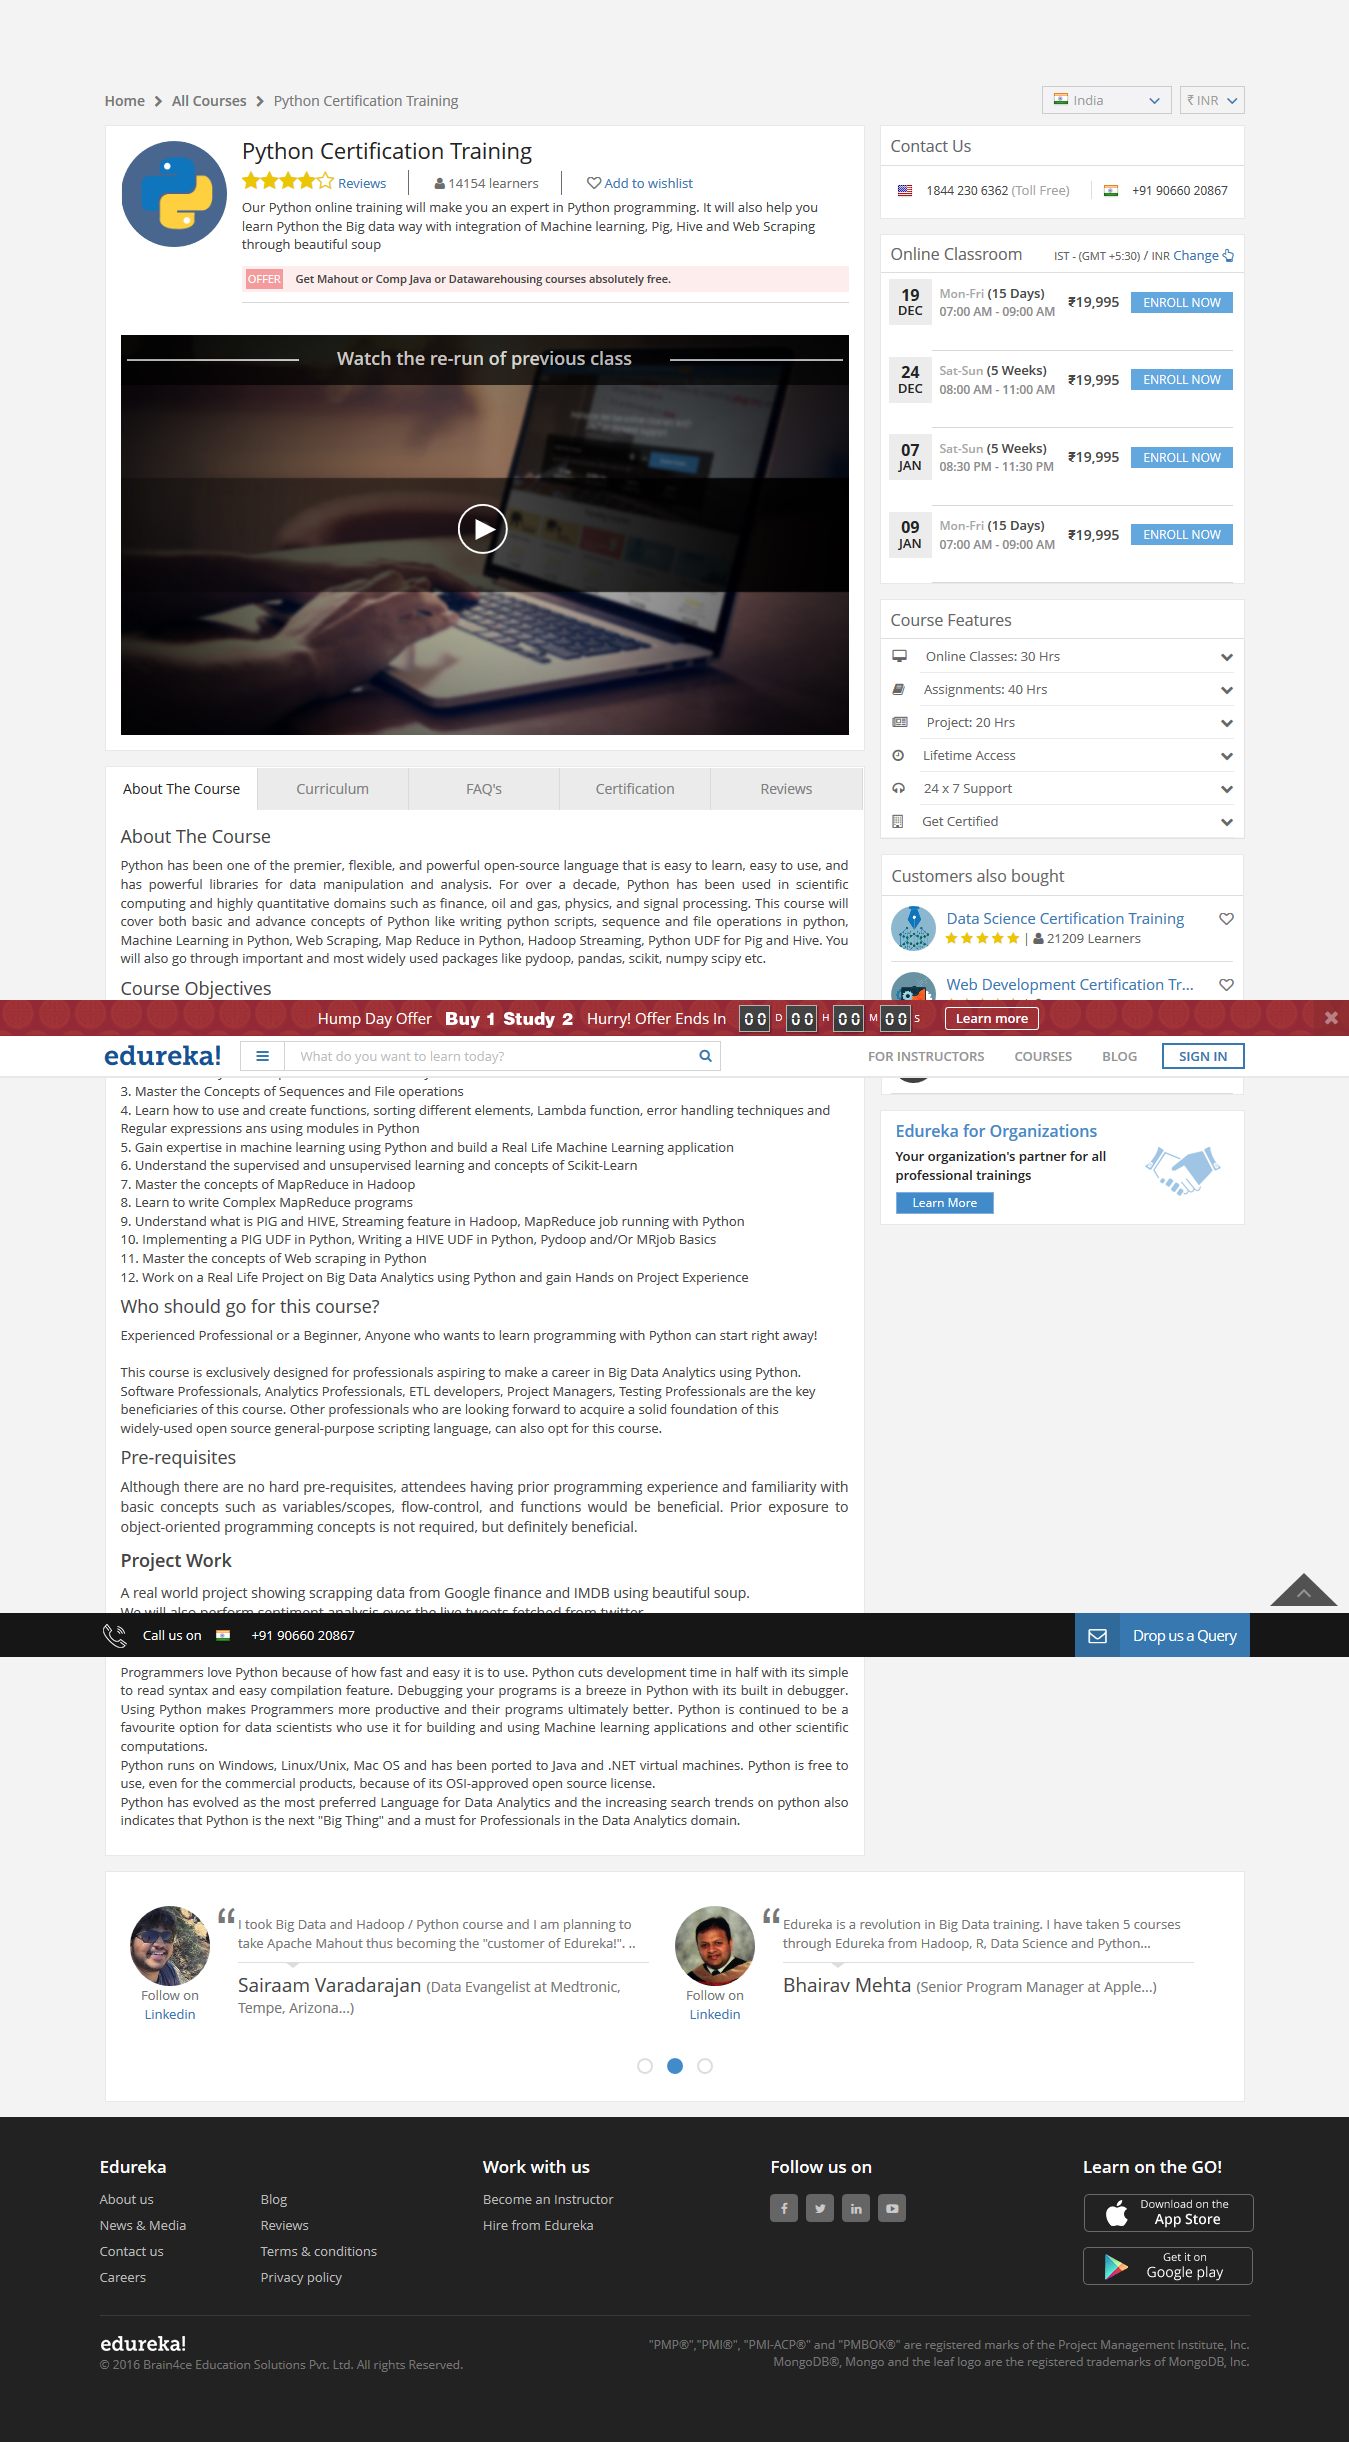 Home > All Courses > Python Certification Training
India
₹ INR
Python Certification Training
Reviews
14154 learners
Add to wishlist
Our Python online training will make you an expert in Python programming. It will also help you
learn Python the Big data way with integration of Machine learning, Pig, Hive and Web Scraping
through beautiful soup
OFFER Get Mahout or Comp Java or Datawarehousing courses absolutely free.
Watch the re-run of previous class
Contact Us
1844 230 6362 (Toll Free)
+91 90660 20867
Online Classroom
IST - (GMT +5:30) / INR Change
19 DEC
Mon-Fri (15 Days)
07:00 AM - 09:00 AM
₹19,995
ENROLL NOW
24 DEC
Sat-Sun (5 Weeks)
08:00 AM - 11:00 AM
₹19,995
ENROLL NOW
07 JAN
Sat-Sun (5 Weeks)
08:30 PM - 11:30 PM
₹19,995
ENROLL NOW
09 JAN
Mon-Fri (15 Days)
07:00 AM - 09:00 AM
₹19,995
ENROLL NOW
Course Features
Online Classes: 30 Hrs
Assignments: 40 Hrs
Project: 20 Hrs
Lifetime Access
24 x 7 Support
Get Certified
Customers also bought
Data Science Certification Training
| 21209 Learners
Web Development Certification Tr...
About The Course
Curriculum
FAQ's
Certification
Reviews
About The Course
Python has been one of the premier, flexible, and powerful open-source language that is easy to learn, easy to use, and
has powerful libraries for data manipulation and analysis. For over a decade, Python has been used in scientific
computing and highly quantitative domains such as finance, oil and gas, physics, and signal processing. This course will
cover both basic and advance concepts of Python like writing python scripts, sequence and file operations in python,
Machine Learning in Python, Web Scraping, Map Reduce in Python, Hadoop Streaming, Python UDF for Pig and Hive. You
will also go through important and most widely used packages like pydoop, pandas, scikit, numpy scipy etc.
Course Objectives
Hump Day Offer Buy 1 Study 2 Hurry! Offer Ends In 00 D 00 H 00 M 00 S Learn more
edureka!
What do you want to learn today?
FOR INSTRUCTORS
COURSES
BLOG
SIGN IN
3. Master the Concepts of Sequences and File operations
4. Learn how to use and create functions, sorting different elements, Lambda function, error handling techniques and
Regular expressions ans using modules in Python
5. Gain expertise in machine learning using Python and build a Real Life Machine Learning application
6. Understand the supervised and unsupervised learning and concepts of Scikit-Learn
7. Master the concepts of MapReduce in Hadoop
8. Learn to write Complex MapReduce programs
9. Understand what is PIG and HIVE, Streaming feature in Hadoop, MapReduce job running with Python
10. Implementing a PIG UDF in Python, Writing a HIVE UDF in Python, Pydoop and/Or MRjob Basics
11. Master the concepts of Web scraping in Python
12. Work on a Real Life Project on Big Data Analytics using Python and gain Hands on Project Experience
Edureka for Organizations
Your organization's partner for all
professional trainings
Learn More
Who should go for this course?
Experienced Professional or a Beginner, Anyone who wants to learn programming with Python can start right away!
This course is exclusively designed for professionals aspiring to make a career in Big Data Analytics using Python.
Software Professionals, Analytics Professionals, ETL developers, Project Managers, Testing Professionals are the key
beneficiaries of this course. Other professionals who are looking forward to acquire a solid foundation of this
widely-used open source general-purpose scripting language, can also opt for this course.
Pre-requisites
Although there are no hard pre-requisites, attendees having prior programming experience and familiarity with
basic concepts such as variables/scopes, flow-control, and functions would be beneficial. Prior exposure to
object-oriented programming concepts is not required, but definitely beneficial.
Project Work
A real world project showing scrapping data from Google finance and IMDB using beautiful soup.
We will also perform sentiment analysis over the live tweets fetched from twitter
Call us on +91 90660 20867
Drop us a Query
Programmers love Python because of how fast and easy it is to use. Python cuts development time in half with its simple
to read syntax and easy compilation feature. Debugging your programs is a breeze in Python with its built in debugger.
Using Python makes Programmers more productive and their programs ultimately better. Python is continued to be a
favourite option for data scientists who use it for building and using Machine learning applications and other scientific
computations.
Python runs on Windows, Linux/Unix, Mac OS and has been ported to Java and .NET virtual machines. Python is free to
use, even for the commercial products, because of its OSI-approved open source license.
Python has evolved as the most preferred Language for Data Analytics and the increasing search trends on python also
indicates that Python is the next "Big Thing" and a must for Professionals in the Data Analytics domain.
“ I took Big Data and Hadoop / Python course and I am planning to
take Apache Mahout thus becoming the "customer of Edureka!". ..
Sairaam Varadarajan (Data Evangelist at Medtronic,
Tempe, Arizona...)
Follow on
Linkedin
“ Edureka is a revolution in Big Data training. I have taken 5 courses
through Edureka from Hadoop, R, Data Science and Python...
Bhairav Mehta (Senior Program Manager at Apple...)
Follow on
Linkedin
Edureka
About us
News & Media
Contact us
Careers
Blog
Reviews
Terms & conditions
Privacy policy
Work with us
Become an Instructor
Hire from Edureka
Follow us on
Learn on the GO!
Download on the
App Store
Get it on
Google play
edureka!
© 2016 Brain4ce Education Solutions Pvt. Ltd. All rights Reserved.
"PMP®","PMI®", "PMI-ACP®" and "PMBOK®" are registered marks of the Project Management Institute, Inc.
MongoDB®, Mongo and the leaf logo are the registered trademarks of MongoDB, Inc.